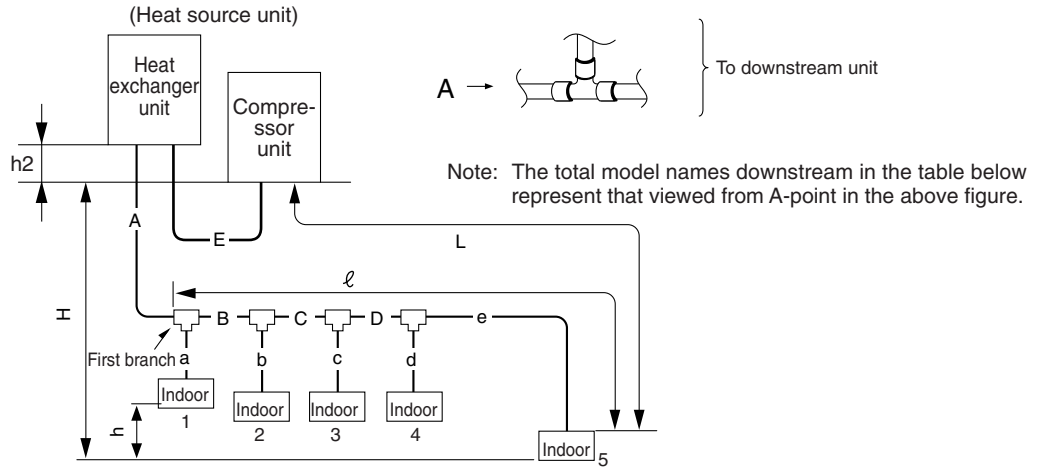 (Heat source unit)
Heat
exchanger
unit
Compre-
ssor
unit
h2
A
E
H
L
ℓ
B
C
D
e
First branch
a
b
c
d
Indoor
1
Indoor
2
Indoor
3
Indoor
4
Indoor
5
h
A
To downstream unit
Note: The total model names downstream in the table below
represent that viewed from A-point in the above figure.